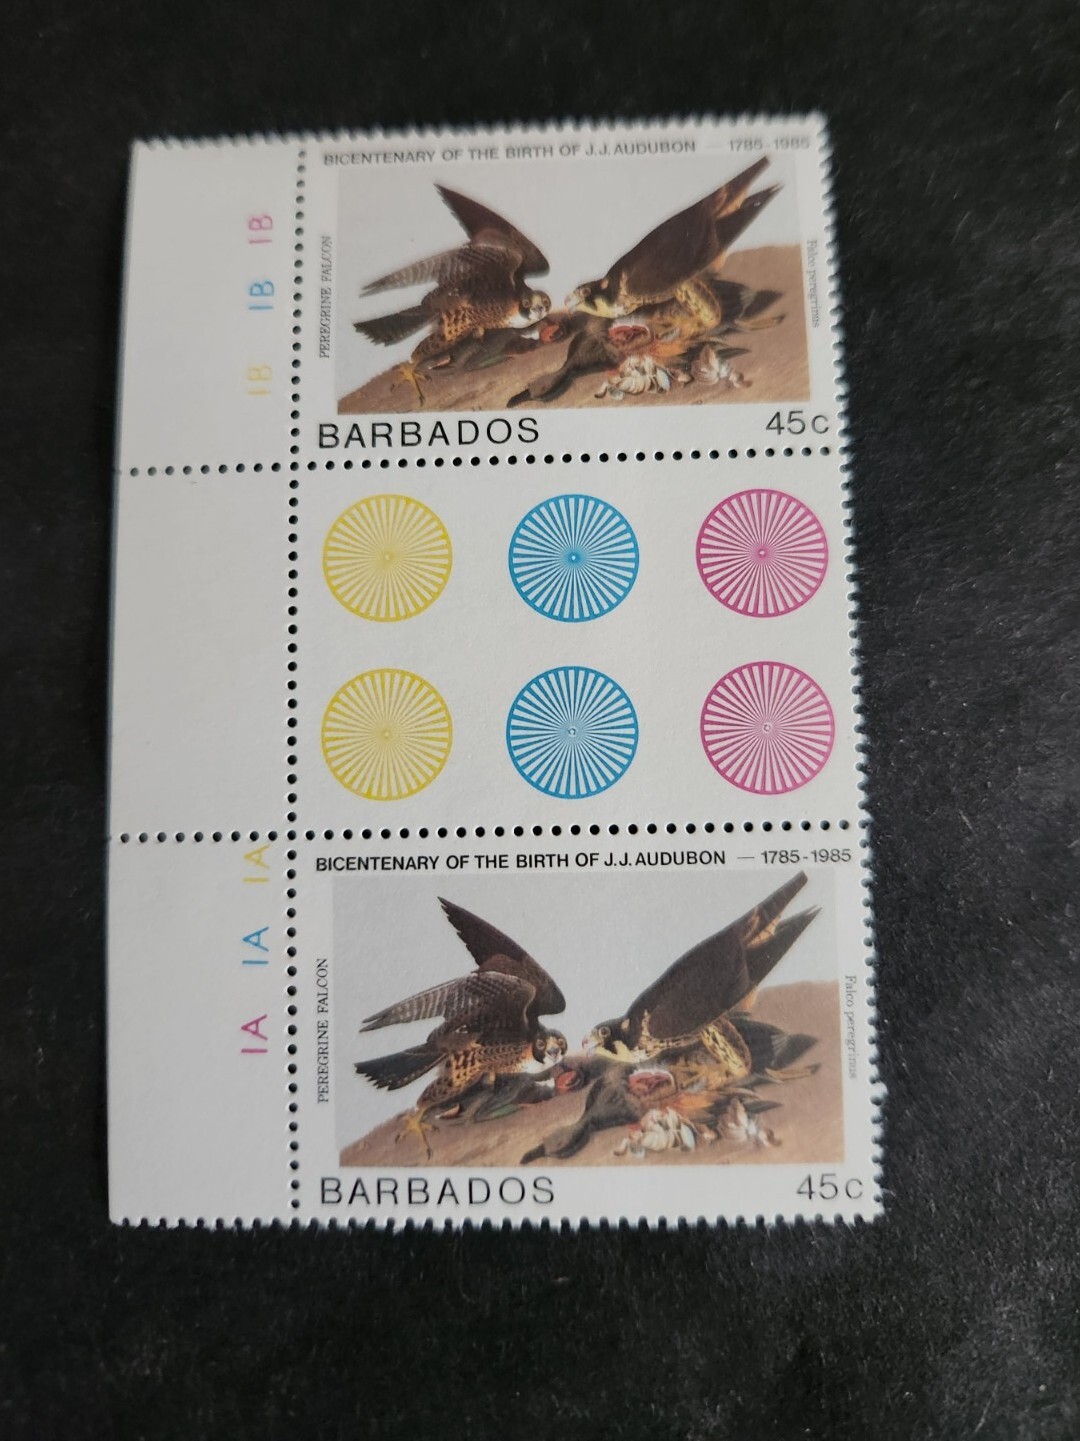 BICENTENARY OF THE BIRTH OF J.J. AUDUBON — 1785-1985
1B 1B 1B
PEREGRINE FALCON
Falco peregrinus
BARBADOS
45c
BICENTENARY OF THE BIRTH OF J.J. AUDUBON — 1785-1985
1A 1A 1A
PEREGRINE FALCON
Falco peregrinus
BARBADOS
45c